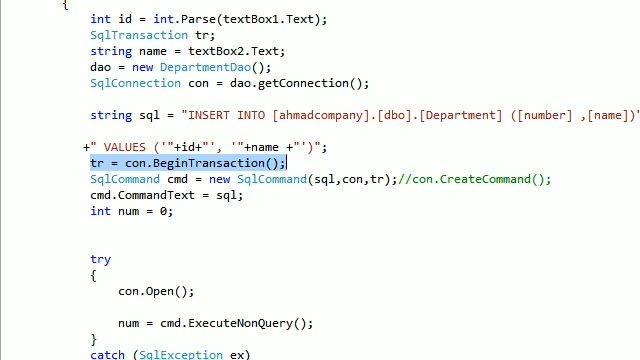 {
int id = int.Parse(textBox1.Text);
SqlTransaction tr;
string name = textBox2.Text;
dao = new DepartmentDao();
SqlConnection con = dao.getConnection();
string sql = "INSERT INTO [ahmadcompany].[dbo].[Department] ([number] ,[name])"
+" VALUES ('"+id+"', '"+name +"')";
tr = con.BeginTransaction();
SqlCommand cmd = new SqlCommand(sql,con,tr);//con.CreateCommand();
cmd.CommandText = sql;
int num = 0;
try
{
con.Open();
num = cmd.ExecuteNonQuery();
}
catch (SqlException ex)